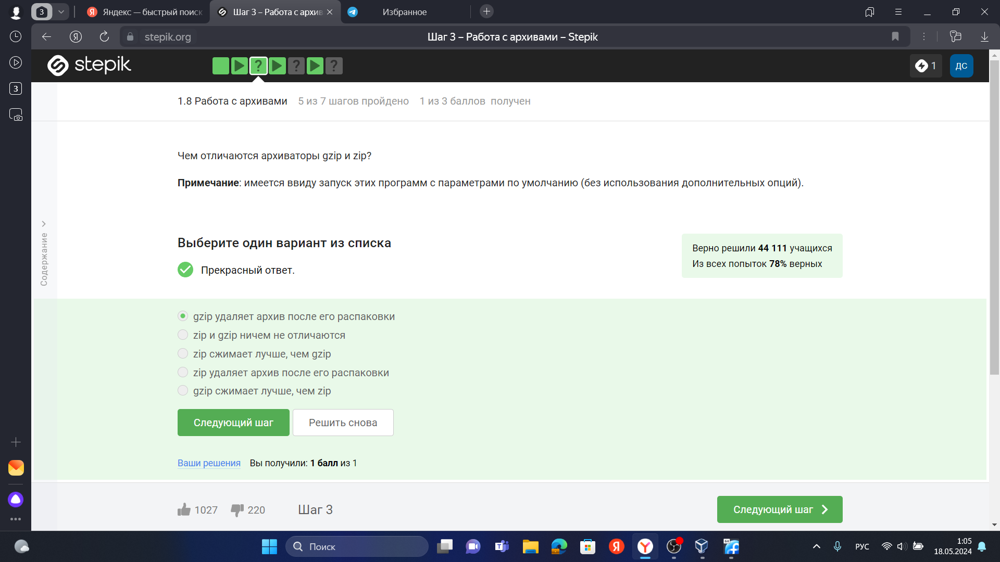 3
Яндекс — быстрый поиск
Шаг 3 – Работа с архив
Избранное
stepik.org
Шаг 3 – Работа с архивами – Stepik
3
stepik
?
?
?
1
ДС
1.8 Работа с архивами 5 из 7 шагов пройдено 1 из 3 баллов получен
Содержание
Чем отличаются архиваторы gzip и zip?
Примечание: имеется ввиду запуск этих программ с параметрами по умолчанию (без использования дополнительных опций).
Выберите один вариант из списка
Прекрасный ответ.
Верно решили 44 111 учащихся
Из всех попыток 78% верных
gzip удаляет архив после его распаковки
zip и gzip ничем не отличаются
zip сжимает лучше, чем gzip
zip удаляет архив после его распаковки
gzip сжимает лучше, чем zip
Следующий шаг
Решить снова
Ваши решения Вы получили: 1 балл из 1
1027
220
Шаг 3
Следующий шаг
Поиск
РУС
1:05
18.05.2024